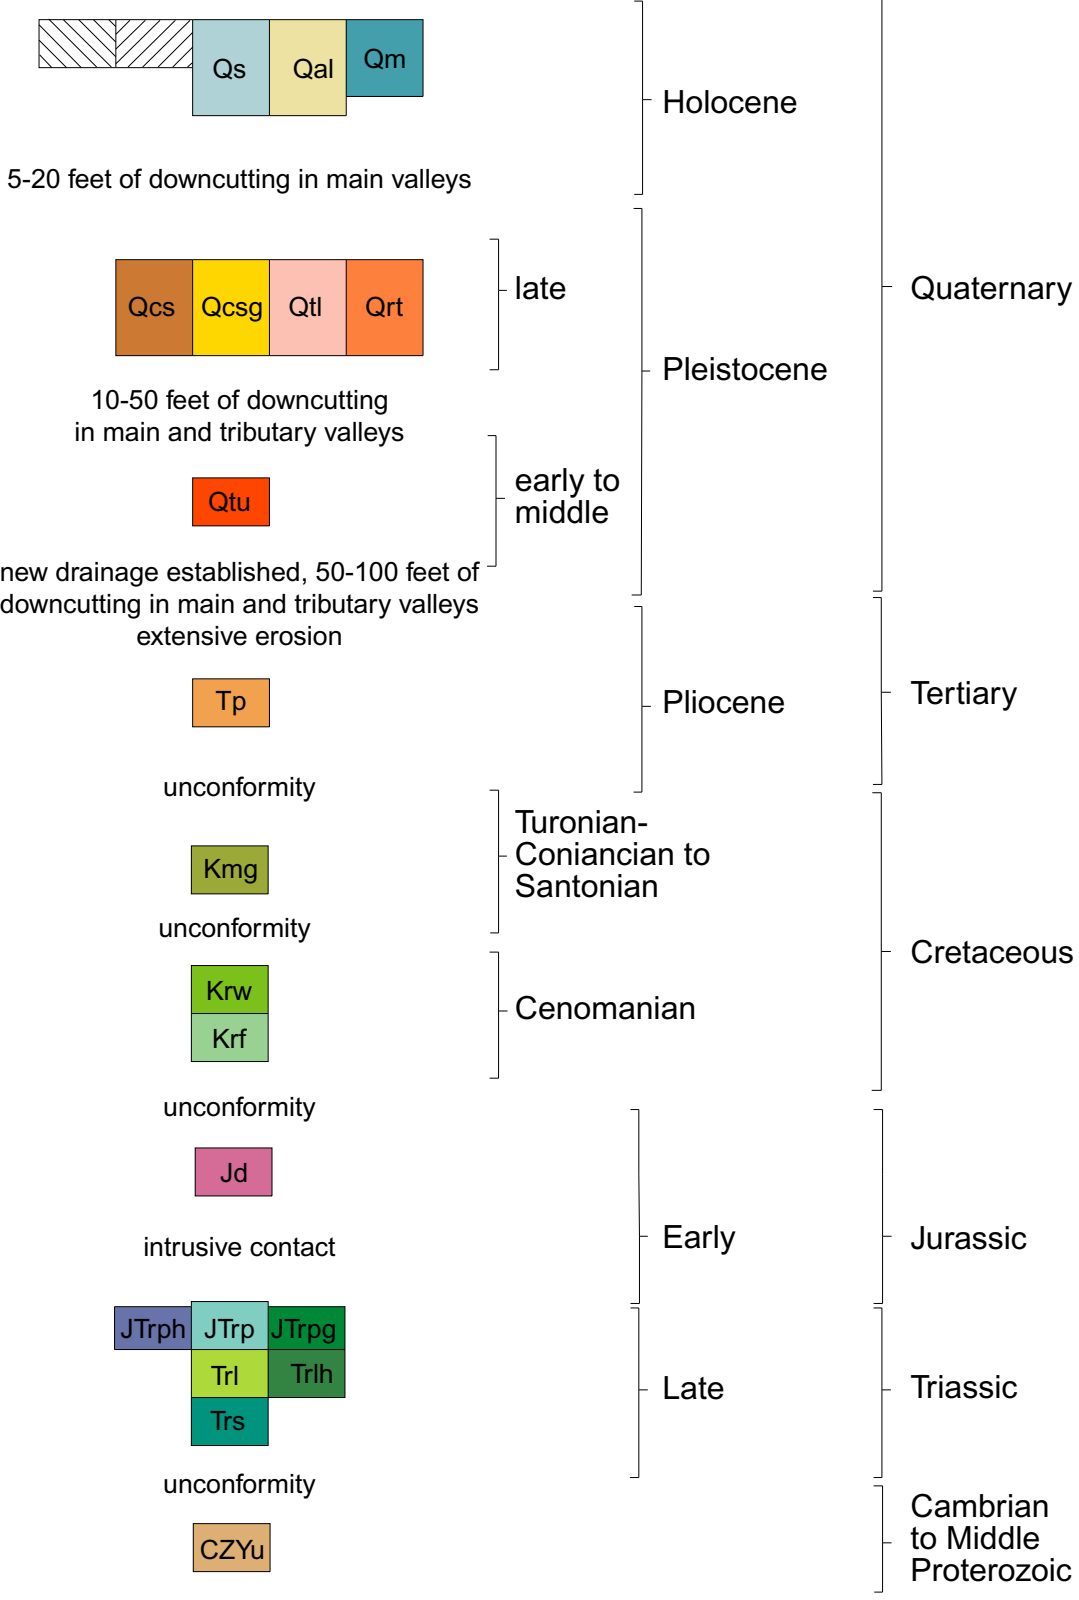 Qs Qal Qm
Holocene
5-20 feet of downcutting in main valleys
Qcs Qcsg Qtl Qrt
late
Quaternary
Pleistocene
10-50 feet of downcutting
in main and tributary valleys
Qtu
early to
middle
new drainage established, 50-100 feet of
downcutting in main and tributary valleys
extensive erosion
Tp
Pliocene
Tertiary
unconformity
Kmg
Turonian-
Coniancian to
Santonian
unconformity
Krw
Krf
Cenomanian
Cretaceous
unconformity
Jd
intrusive contact
Early
Jurassic
JTrph JTrp JTrpg
Trl Trlh
Trs
Late
Triassic
unconformity
CZYu
Cambrian
to Middle
Proterozoic